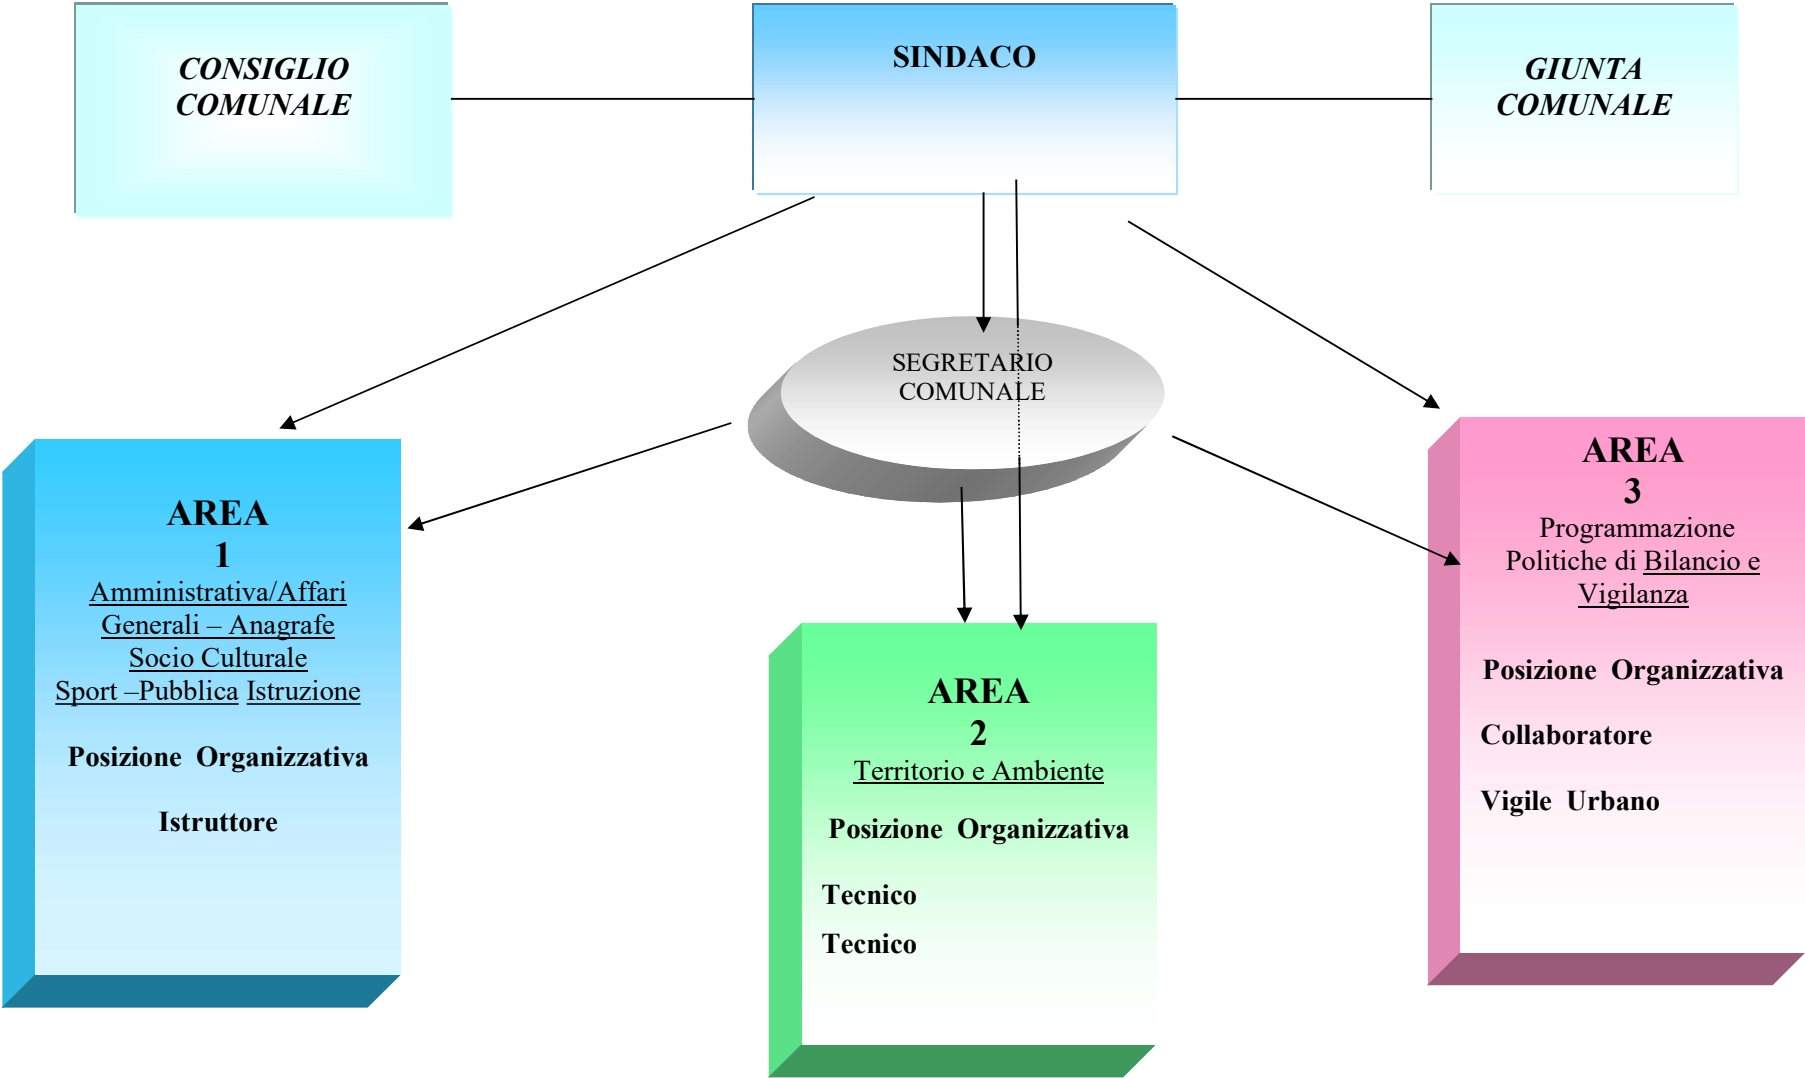 CONSIGLIO
COMUNALE
SINDACO
GIUNTA
COMUNALE
SEGRETARIO
COMUNALE
AREA
1
Amministrativa/Affari
Generali – Anagrafe
Socio Culturale
Sport –Pubblica Istruzione
Posizione Organizzativa
Istruttore
AREA
2
Territorio e Ambiente
Posizione Organizzativa
Tecnico
Tecnico
AREA
3
Programmazione
Politiche di Bilancio e
Vigilanza
Posizione Organizzativa
Collaboratore
Vigile Urbano